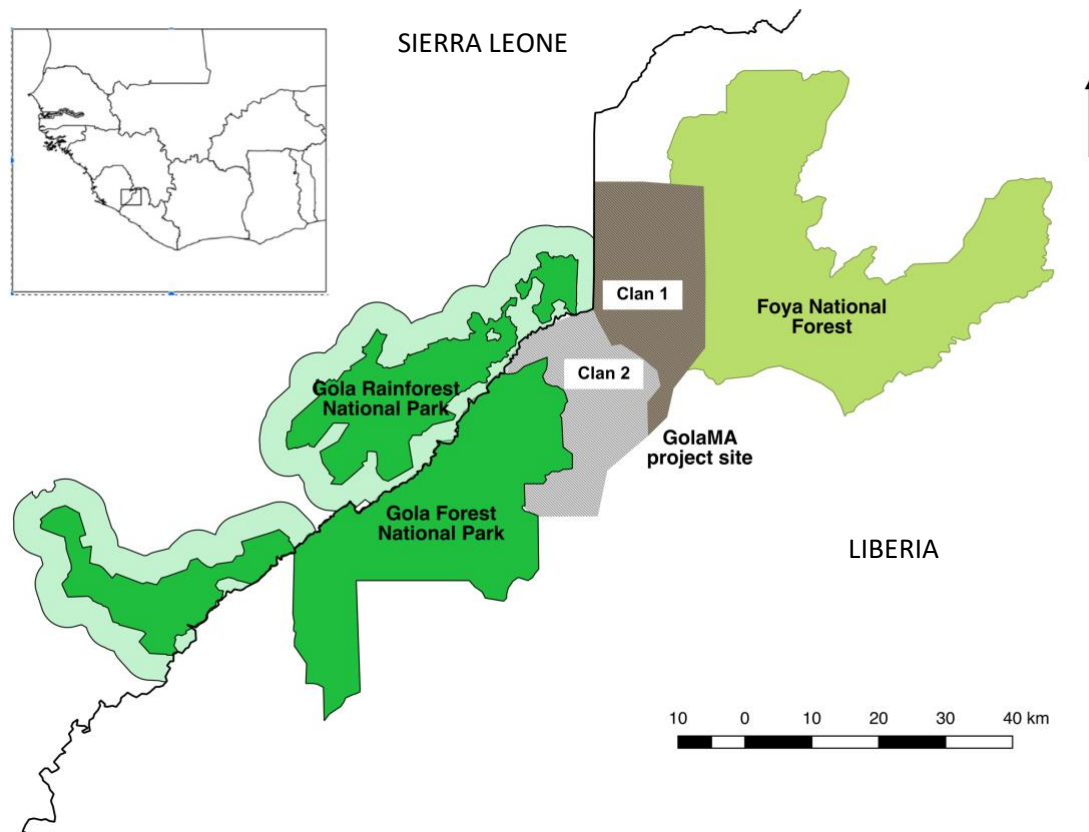 SIERRA LEONE
Clan 1
Foya National
Forest
Clan 2
Gola Rainforest
National Park
GolaMA
project site
Gola Forest
National Park
LIBERIA
10 0 10 20 30 40 km